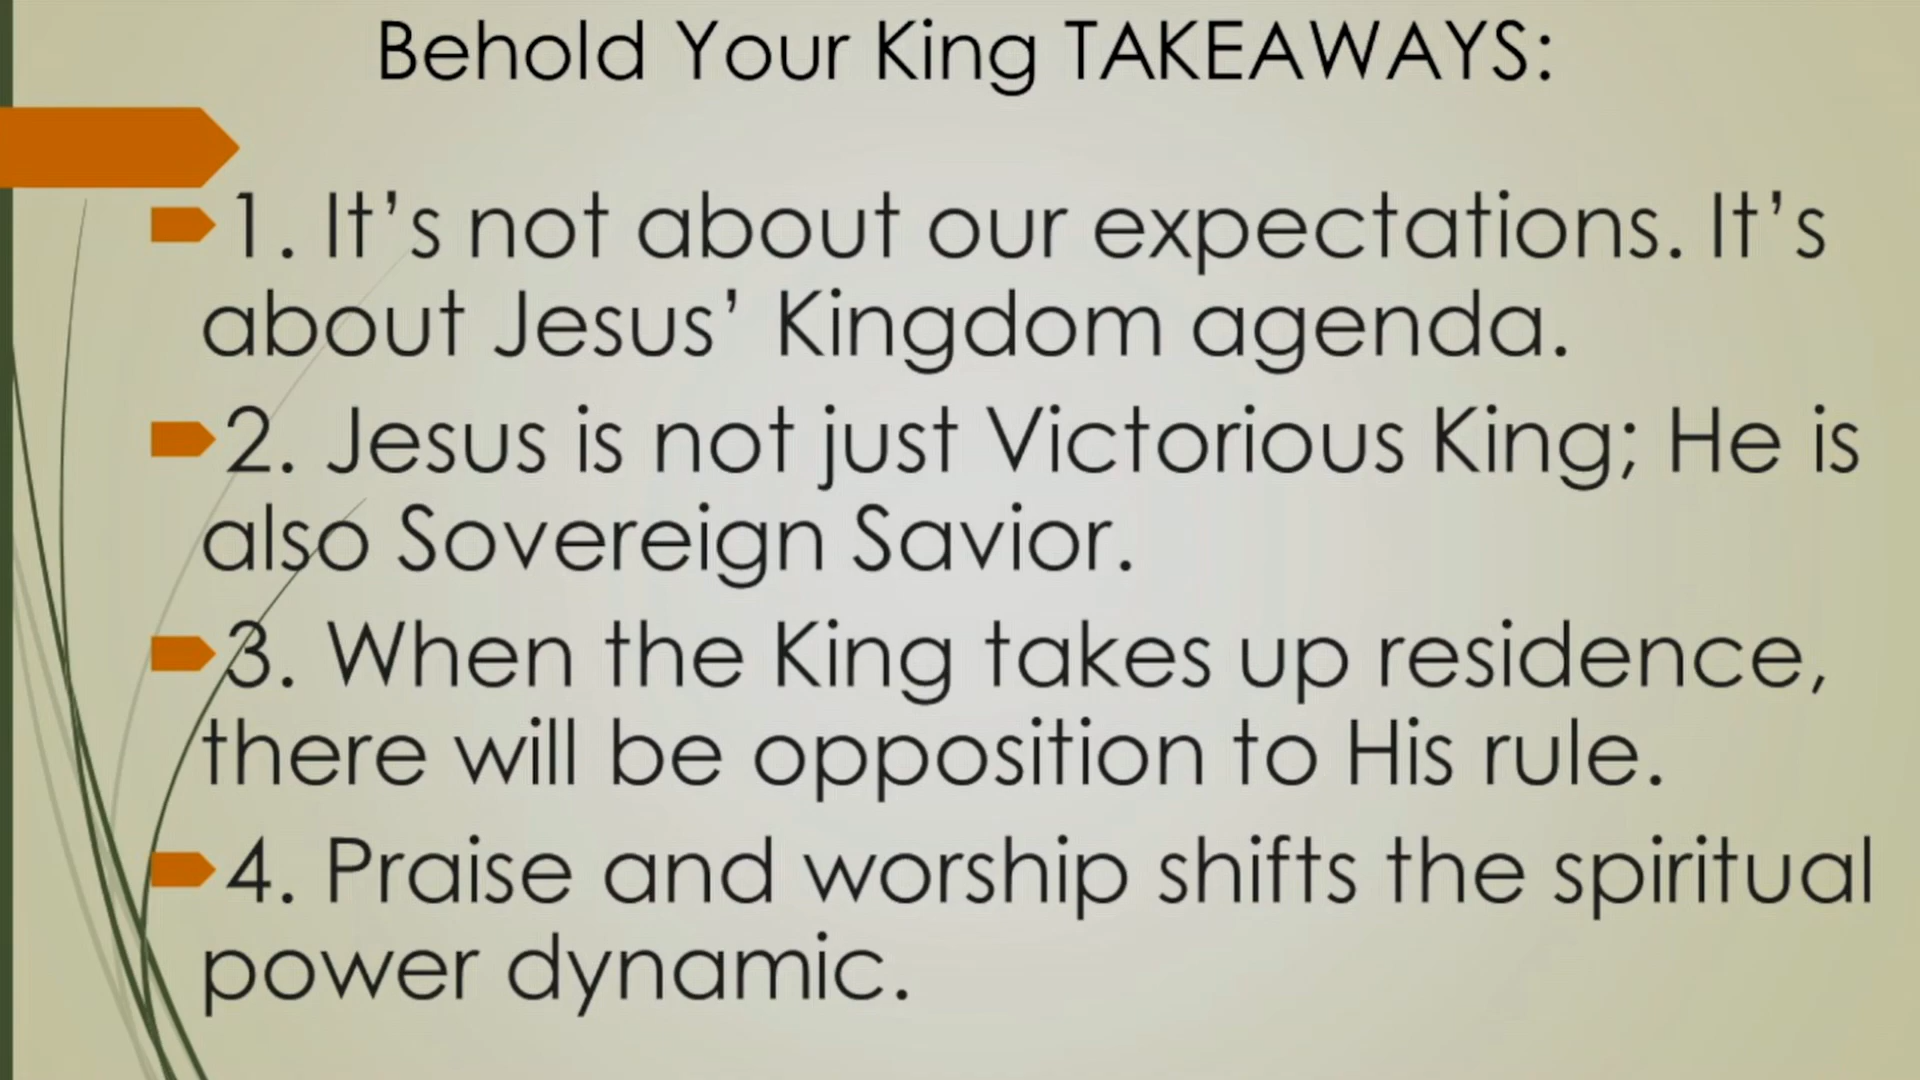 Behold Your King TAKEAWAYS:
1. It’s not about our expectations. It’s
about Jesus’ Kingdom agenda.
2. Jesus is not just Victorious King; He is
also Sovereign Savior.
3. When the King takes up residence,
there will be opposition to His rule.
4. Praise and worship shifts the spiritual
power dynamic.